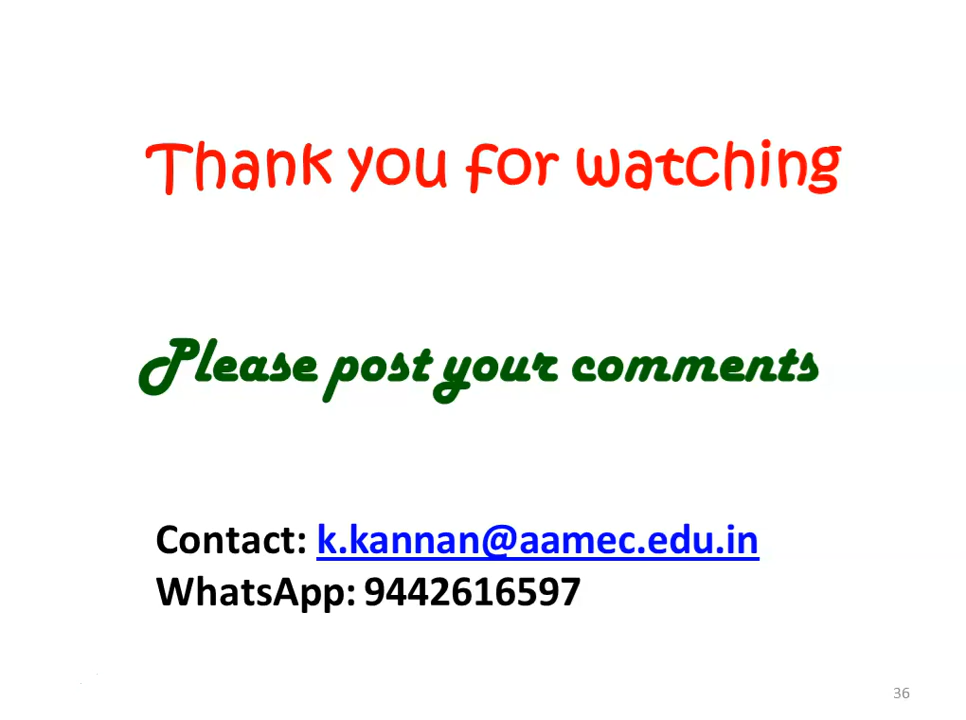 Thank you for watching
Please post your comments
Contact: k.kannan@aamec.edu.in
WhatsApp: 9442616597
36